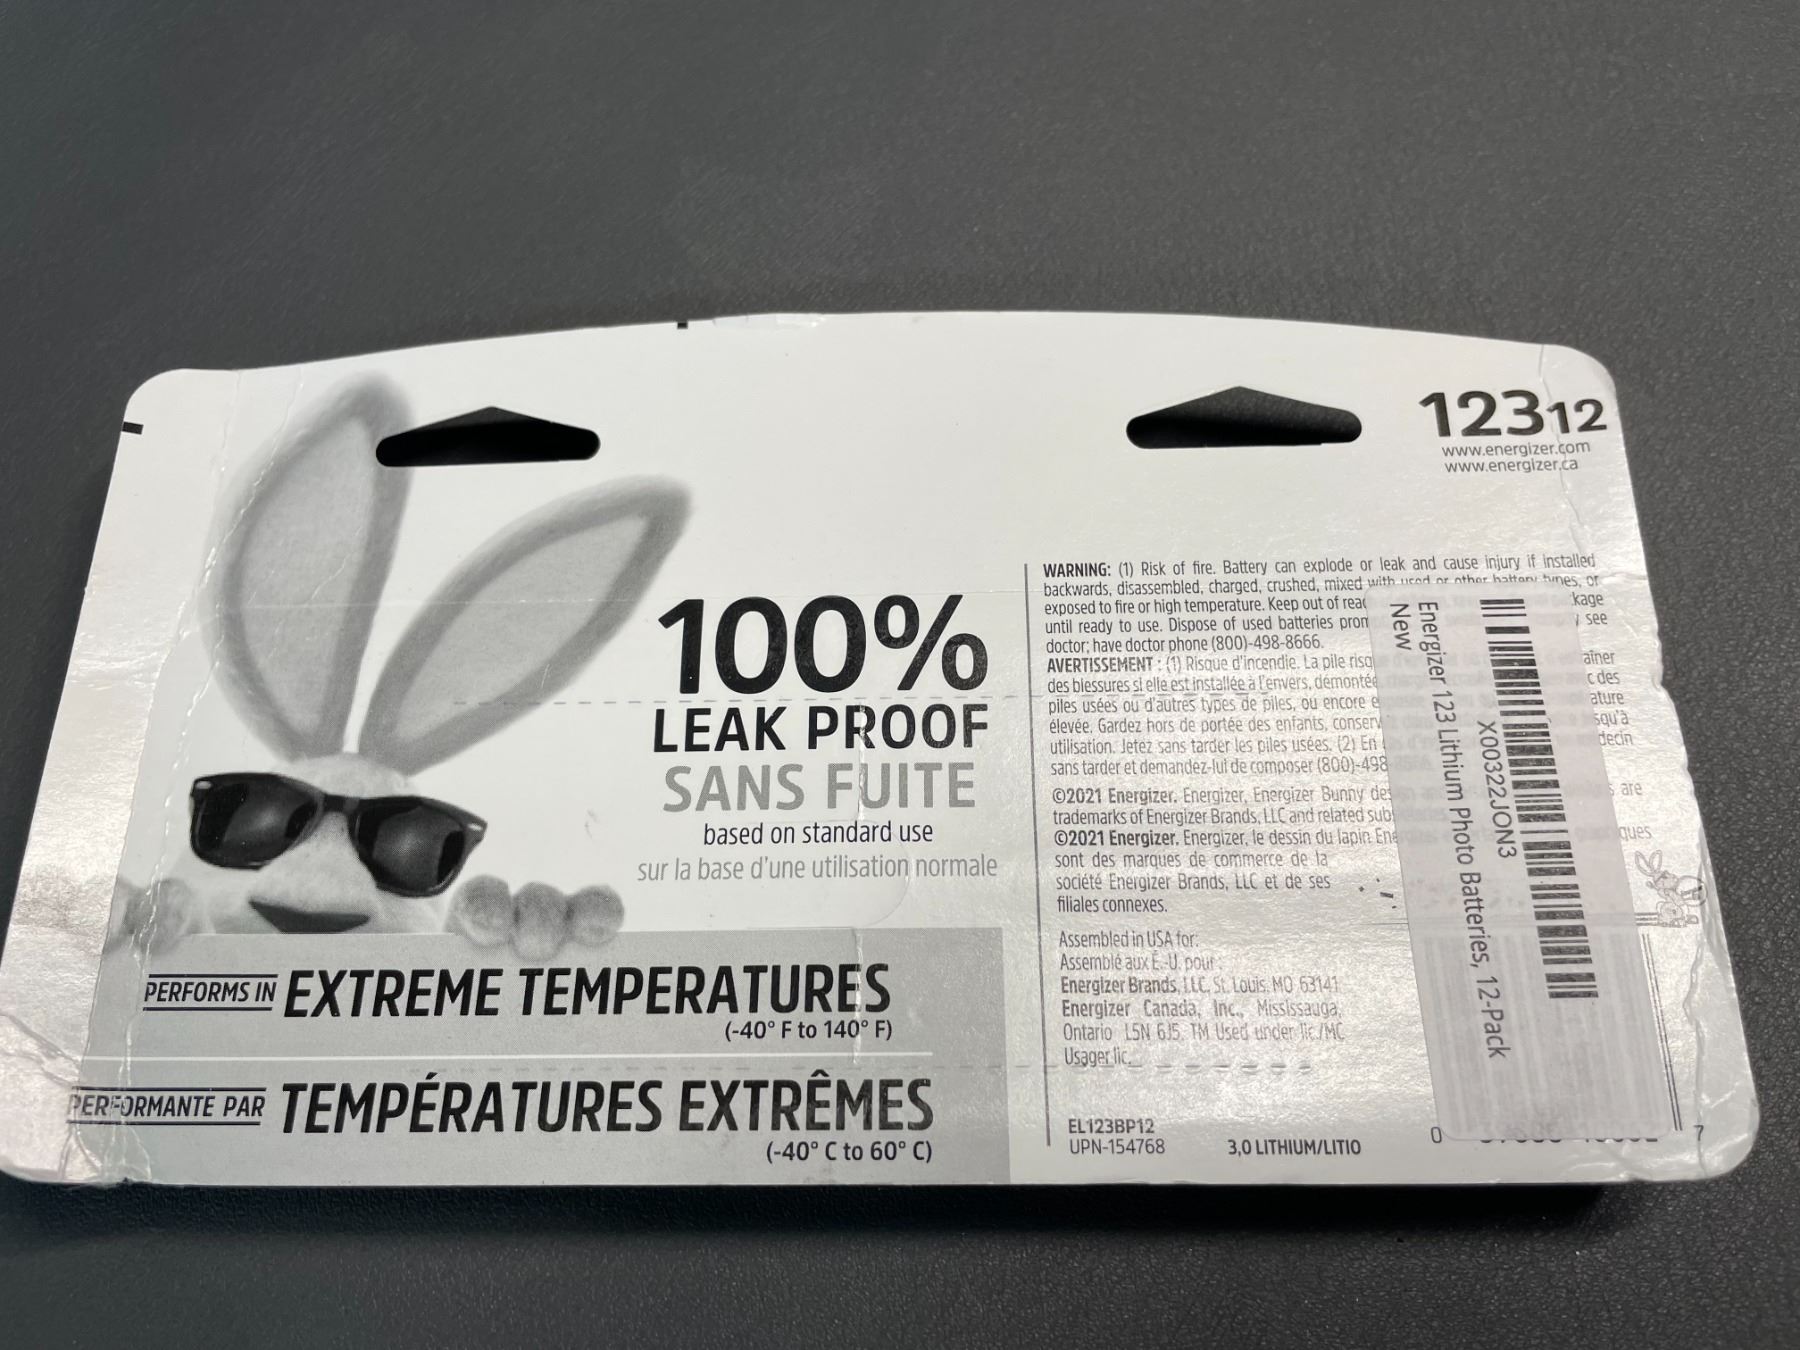 12312
www.energizer.com
www.energizer.ca
100%
LEAK PROOF
SANS FUITE
based on standard use
sur la base d'une utilisation normale
PERFORMS IN EXTREME TEMPERATURES
(-40° F to 140° F)
PERFORMANTE PAR TEMPÉRATURES EXTRÊMES
(-40° C to 60° C)
WARNING: (1) Risk of fire. Battery can explode or leak and cause injury if installed
backwards, disassembled, charged, crushed, mixed with used or other battery types, or
exposed to fire or high temperature. Keep out of
until ready to use. Dispose of used batteries see
doctor; have doctor phone (800)-498-8666.
AVERTISSEMENT : (1) Risque d'incendie. La pile
des blessures si elle est installée à l'envers, démontée des
piles usées ou d'autres types de piles, ou encore
élevée. Gardez hors de portée des enfants,
utilisation. Jetez sans tarder les piles usées. (2) En
sans tarder et demandez-lui de composer (800)-498
©2021 Energizer. Energizer, Energizer Bunny are
trademarks of Energizer Brands, LLC and related
©2021 Energizer. Energizer, le dessin du lapin
sont des marques de commerce de la
société Energizer Brands, LLC et de ses
filiales connexes.
Assembled in USA for:
Assemblé aux É.-U. pour :
Energizer Brands, LLC, St. Louis, MO 63141
Energizer Canada, Inc., Mississauga,
Ontario L5N 6J5. TM Used under lic./MC
Usager lic.
EL123BP12
UPN-154768
3,0 LITHIUM/LITIO
0
7
X00322JON3
Energizer 123 Lithium Photo Batteries, 12-Pack
New